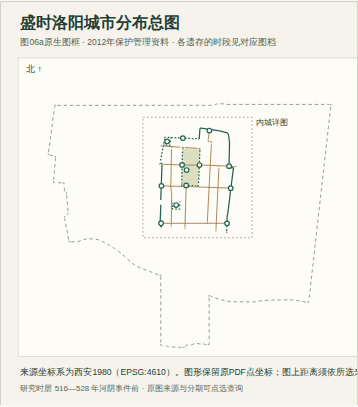 盛时洛阳城市分布总图
图06a原生图框 · 2012年保护管理资料 · 各遗存的时段见对应图档
北 ↑
内城详图
来源坐标系为西安1980（EPSG:4610）。图形保留原PDF点坐标；图上距离须依所选
研究时层 516—528 年河阴事件前 · 原图来源与分期可点选查询